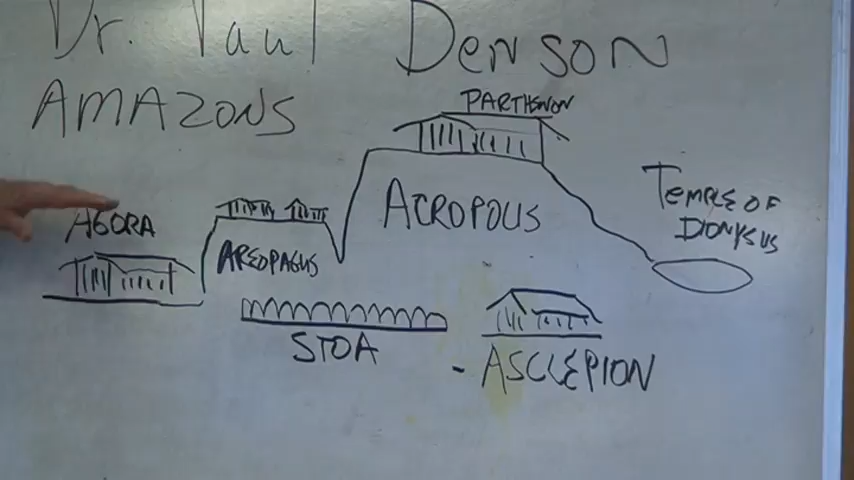 Dr. Paul Denson
AMAZONS
PARTHENON
AGORA
AREOPAGUS
ACROPOLIS
TEMPLE OF
DIONYSUS
STOA
- ASCLEPION